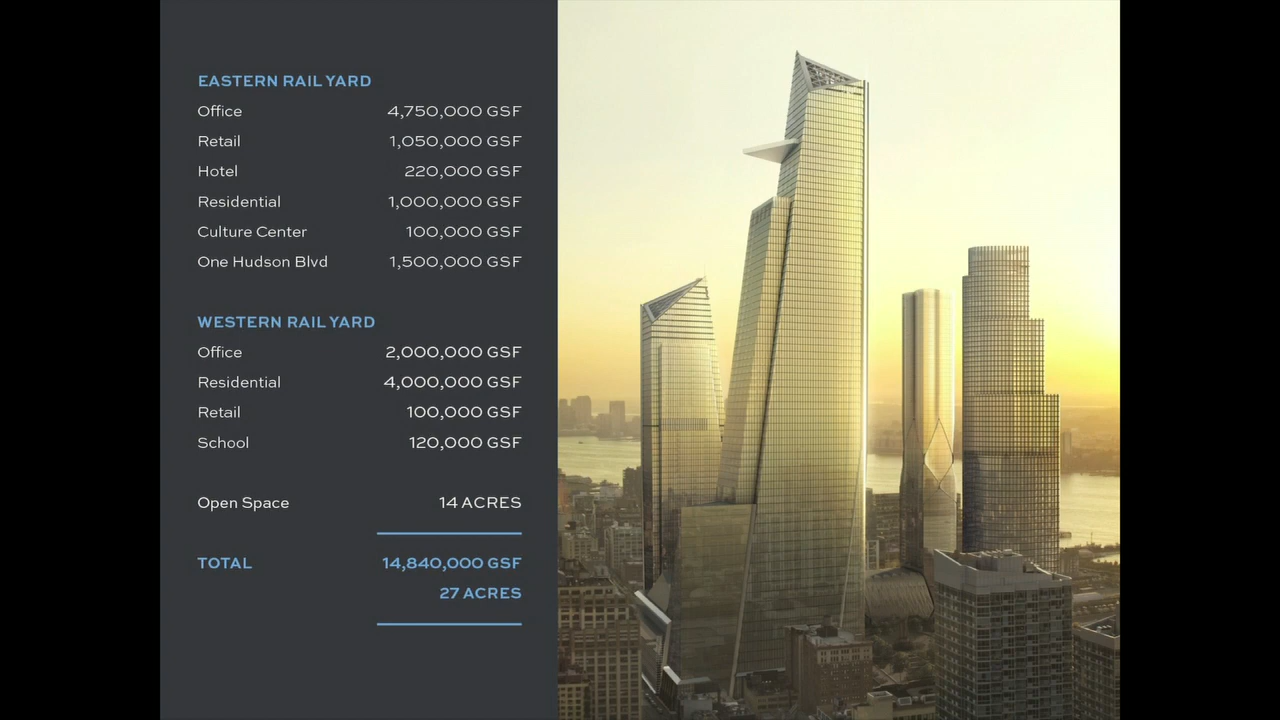 EASTERN RAIL YARD
Office 4,750,000 GSF
Retail 1,050,000 GSF
Hotel 220,000 GSF
Residential 1,000,000 GSF
Culture Center 100,000 GSF
One Hudson Blvd 1,500,000 GSF
WESTERN RAIL YARD
Office 2,000,000 GSF
Residential 4,000,000 GSF
Retail 100,000 GSF
School 120,000 GSF
Open Space 14 ACRES
TOTAL 14,840,000 GSF
27 ACRES